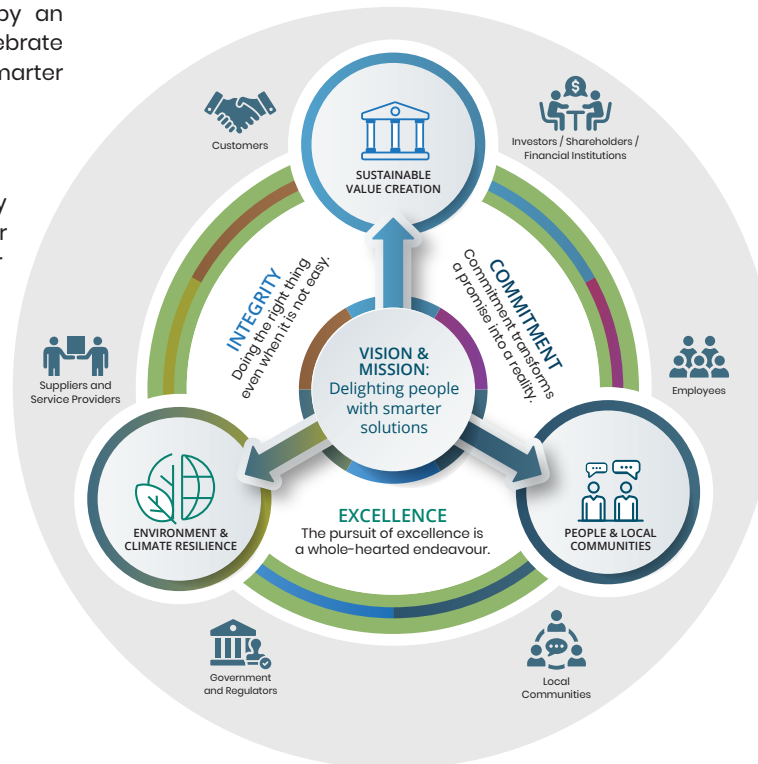 by an
Customers
Investors / Shareholders /
Financial Institutions
SUSTAINABLE
VALUE CREATION
INTEGRITY
Doing the right thing
even when it is not easy.
COMMITMENT
Commitment transforms
a promise into a reality.
VISION &
MISSION:
Delighting people
with smarter
solutions
Suppliers and
Service Providers
Employees
ENVIRONMENT &
CLIMATE RESILIENCE
EXCELLENCE
The pursuit of excellence is
a whole-hearted endeavour.
PEOPLE & LOCAL
COMMUNITIES
Government
and Regulators
Local
Communities